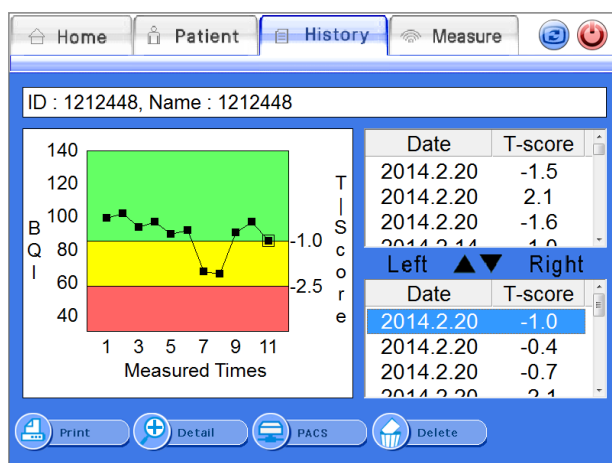 Home Patient History Measure
ID : 1212448, Name : 1212448
140
120
100
80
60
40
BQI
T-Score
-1.0
-2.5
1 3 5 7 9 11
Measured Times
Date T-score
2014.2.20 -1.5
2014.2.20 2.1
2014.2.20 -1.6
Left ▲▼ Right
Date T-score
2014.2.20 -1.0
2014.2.20 -0.4
2014.2.20 -0.7
Print Detail PACS Delete